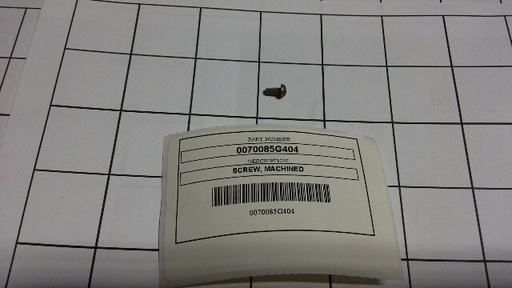 PART NUMBER
0070085G404
DESCRIPTION
SCREW, MACHINED
0070085G404